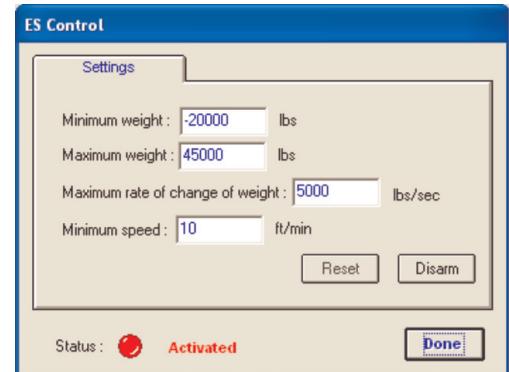 ES Control
Settings
Minimum weight : -20000 lbs
Maximum weight : 45000 lbs
Maximum rate of change of weight : 5000 lbs/sec
Minimum speed : 10 ft/min
Reset Disarm
Status : Activated Done